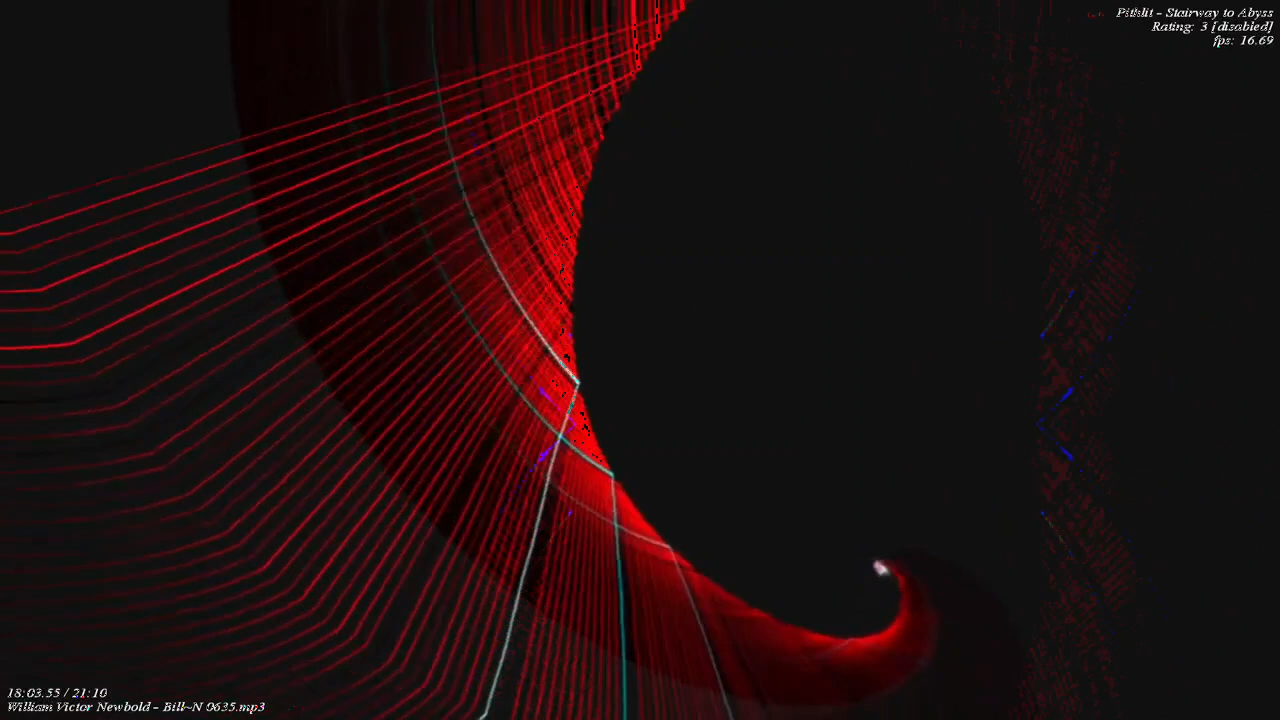 Pithlit - Stairway to Abyss
Rating: 3 [disabled]
fps: 16.69
18:03.55 / 21:10
William Victor Newbold - Bill~N 0635.mp3